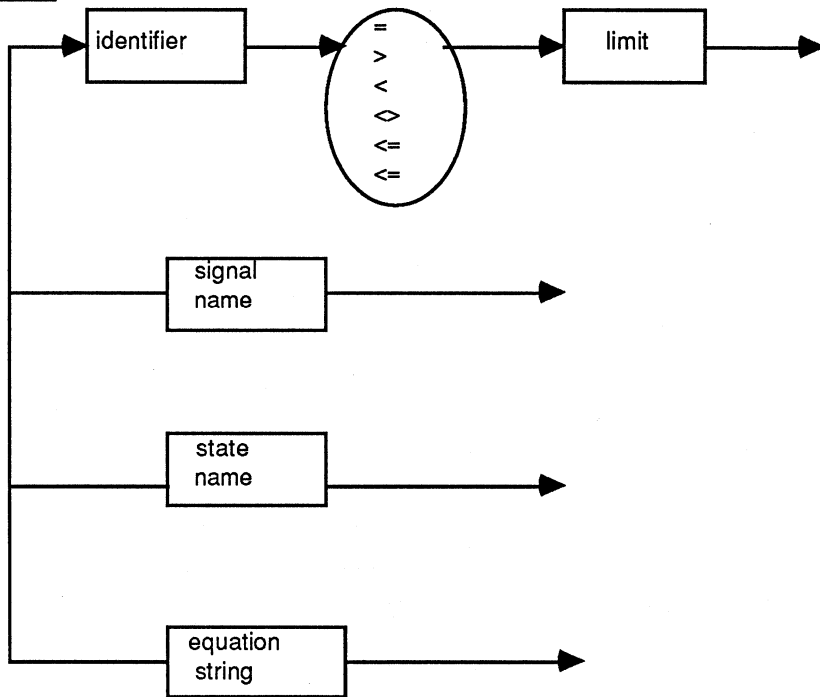 identifier
=
>
<
<>
<=
<=
limit
signal
name
state
name
equation
string